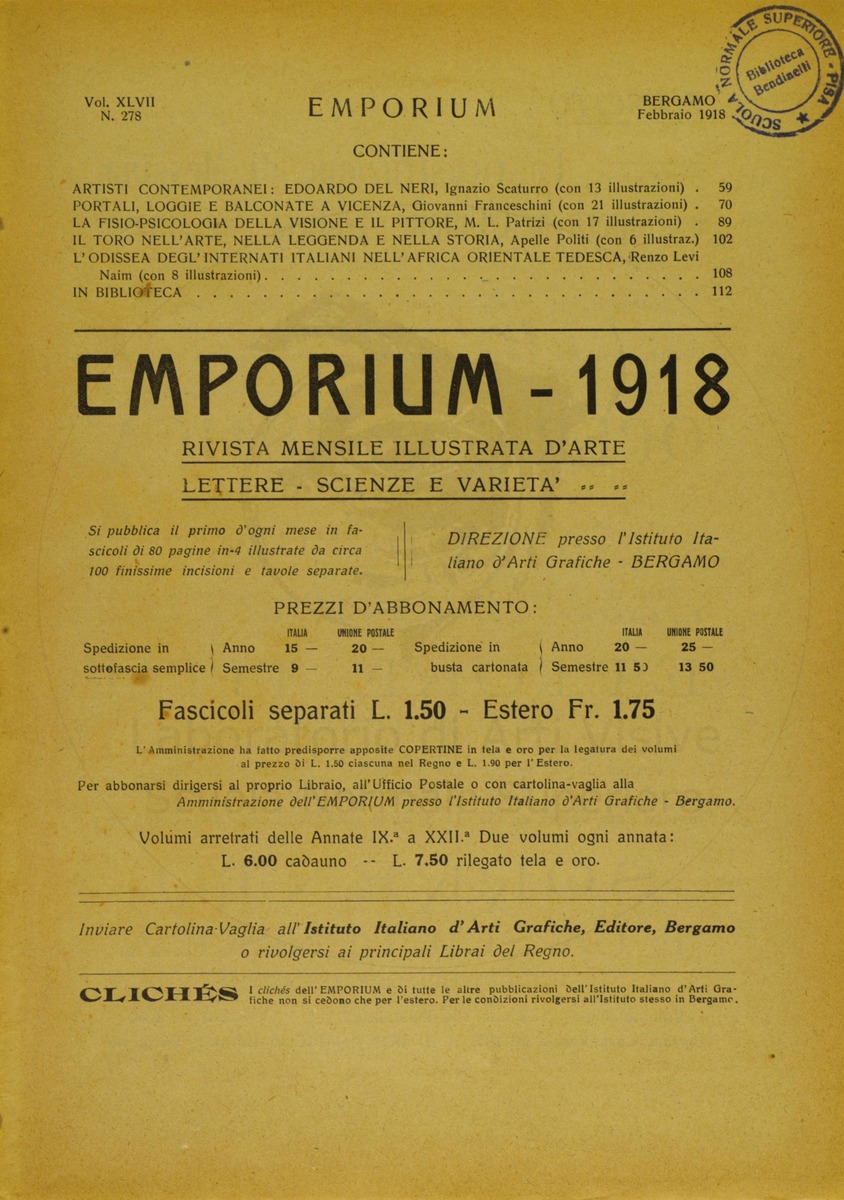 SCUOLA NORMALE SUPERIORE - PISA ★
Biblioteca
Bendinelli
Vol. XLVII
N. 278
EMPORIUM
BERGAMO
Febbraio 1918
CONTIENE:
ARTISTI CONTEMPORANEI: EDOARDO DEL NERI, Ignazio Scaturro (con 13 illustrazioni) . 59
PORTALI, LOGGIE E BALCONATE A VICENZA, Giovanni Franceschini (con 21 illustrazioni) . 70
LA FISIO-PSICOLOGIA DELLA VISIONE E IL PITTORE, M. L. Patrizi (con 17 illustrazioni) . 89
IL TORO NELL'ARTE, NELLA LEGGENDA E NELLA STORIA, Apelle Politi (con 6 illustraz.) 102
L'ODISSEA DEGL'INTERNATI ITALIANI NELL'AFRICA ORIENTALE TEDESCA, Renzo Levi
Naim (con 8 illustrazioni) . . . . . . . . . . . . . . . . . . . . . . . . . . 108
IN BIBLIOTECA . . . . . . . . . . . . . . . . . . . . . . . . . . . . . . 112
EMPORIUM - 1918
RIVISTA MENSILE ILLUSTRATA D'ARTE
LETTERE - SCIENZE E VARIETA'
Si pubblica il primo d'ogni mese in fa-
scicoli di 80 pagine in-4 illustrate da circa
100 finissime incisioni e tavole separate.
DIREZIONE presso l'Istituto Ita-
liano d'Arti Grafiche - BERGAMO
PREZZI D'ABBONAMENTO:
ITALIA UNIONE POSTALE ITALIA UNIONE POSTALE
Spedizione in Anno 15 — 20 — Spedizione in Anno 20 — 25 —
sottofascia semplice Semestre 9 — 11 — busta cartonata Semestre 11 50 13 50
Fascicoli separati L. 1.50 - Estero Fr. 1.75
L'Amministrazione ha fatto predisporre apposite COPERTINE in tela e oro per la legatura dei volumi
al prezzo di L. 1.50 ciascuna nel Regno e L. 1.90 per l'Estero.
Per abbonarsi dirigersi al proprio Libraio, all'Ufficio Postale o con cartolina-vaglia alla
Amministrazione dell'EMPORIUM presso l'Istituto Italiano d'Arti Grafiche - Bergamo.
Volumi arretrati delle Annate IX.ª a XXII.ª Due volumi ogni annata:
L. 6.00 cadauno -- L. 7.50 rilegato tela e oro.
Inviare Cartolina-Vaglia all'Istituto Italiano d'Arti Grafiche, Editore, Bergamo
o rivolgersi ai principali Librai del Regno.
CLICHÉS I clichés dell'EMPORIUM e di tutte le altre pubblicazioni dell'Istituto Italiano d'Arti Gra-
fiche non si cedono che per l'estero. Per le condizioni rivolgersi all'Istituto stesso in Bergamo.